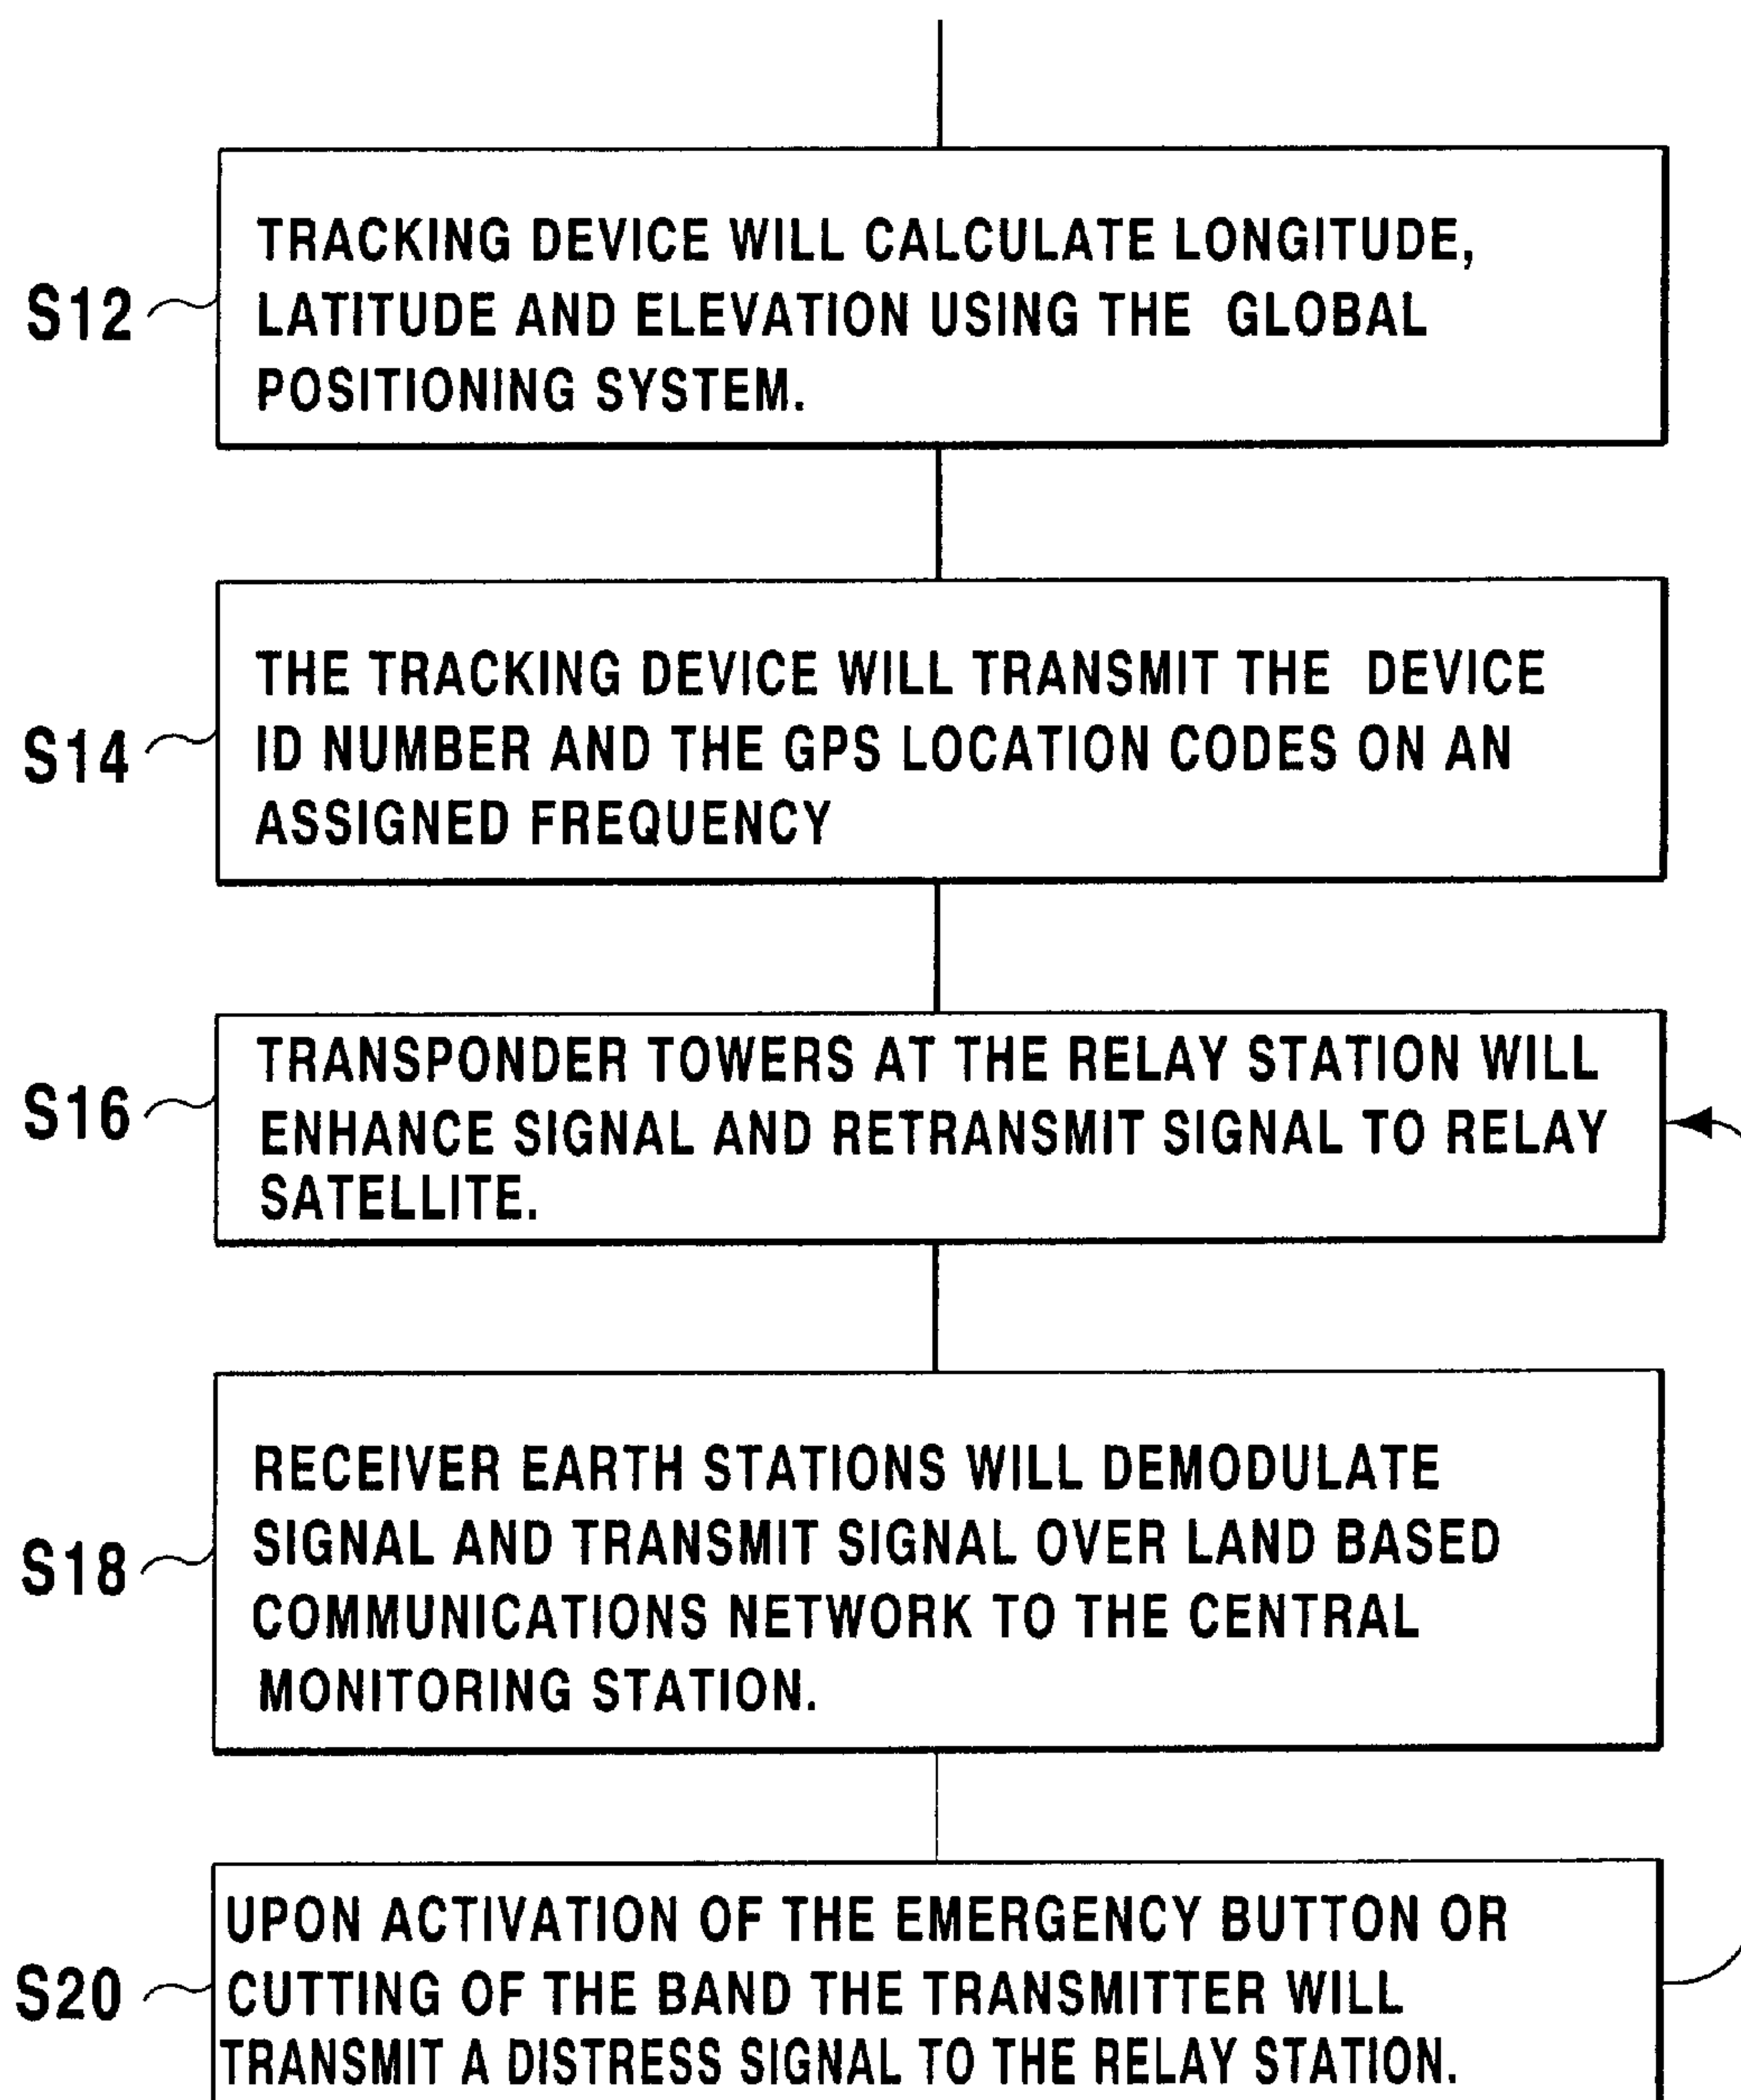 TRACKING DEVICE WILL CALCULATE LONGITUDE,
S12 LATITUDE AND ELEVATION USING THE GLOBAL
POSITIONING SYSTEM.
THE TRACKING DEVICE WILL TRANSMIT THE DEVICE
S14 ID NUMBER AND THE GPS LOCATION CODES ON AN
ASSIGNED FREQUENCY
TRANSPONDER TOWERS AT THE RELAY STATION WILL
S16 ENHANCE SIGNAL AND RETRANSMIT SIGNAL TO RELAY
SATELLITE.
RECEIVER EARTH STATIONS WILL DEMODULATE
S18 SIGNAL AND TRANSMIT SIGNAL OVER LAND BASED
COMMUNICATIONS NETWORK TO THE CENTRAL
MONITORING STATION.
UPON ACTIVATION OF THE EMERGENCY BUTTON OR
S20 CUTTING OF THE BAND THE TRANSMITTER WILL
TRANSMIT A DISTRESS SIGNAL TO THE RELAY STATION.